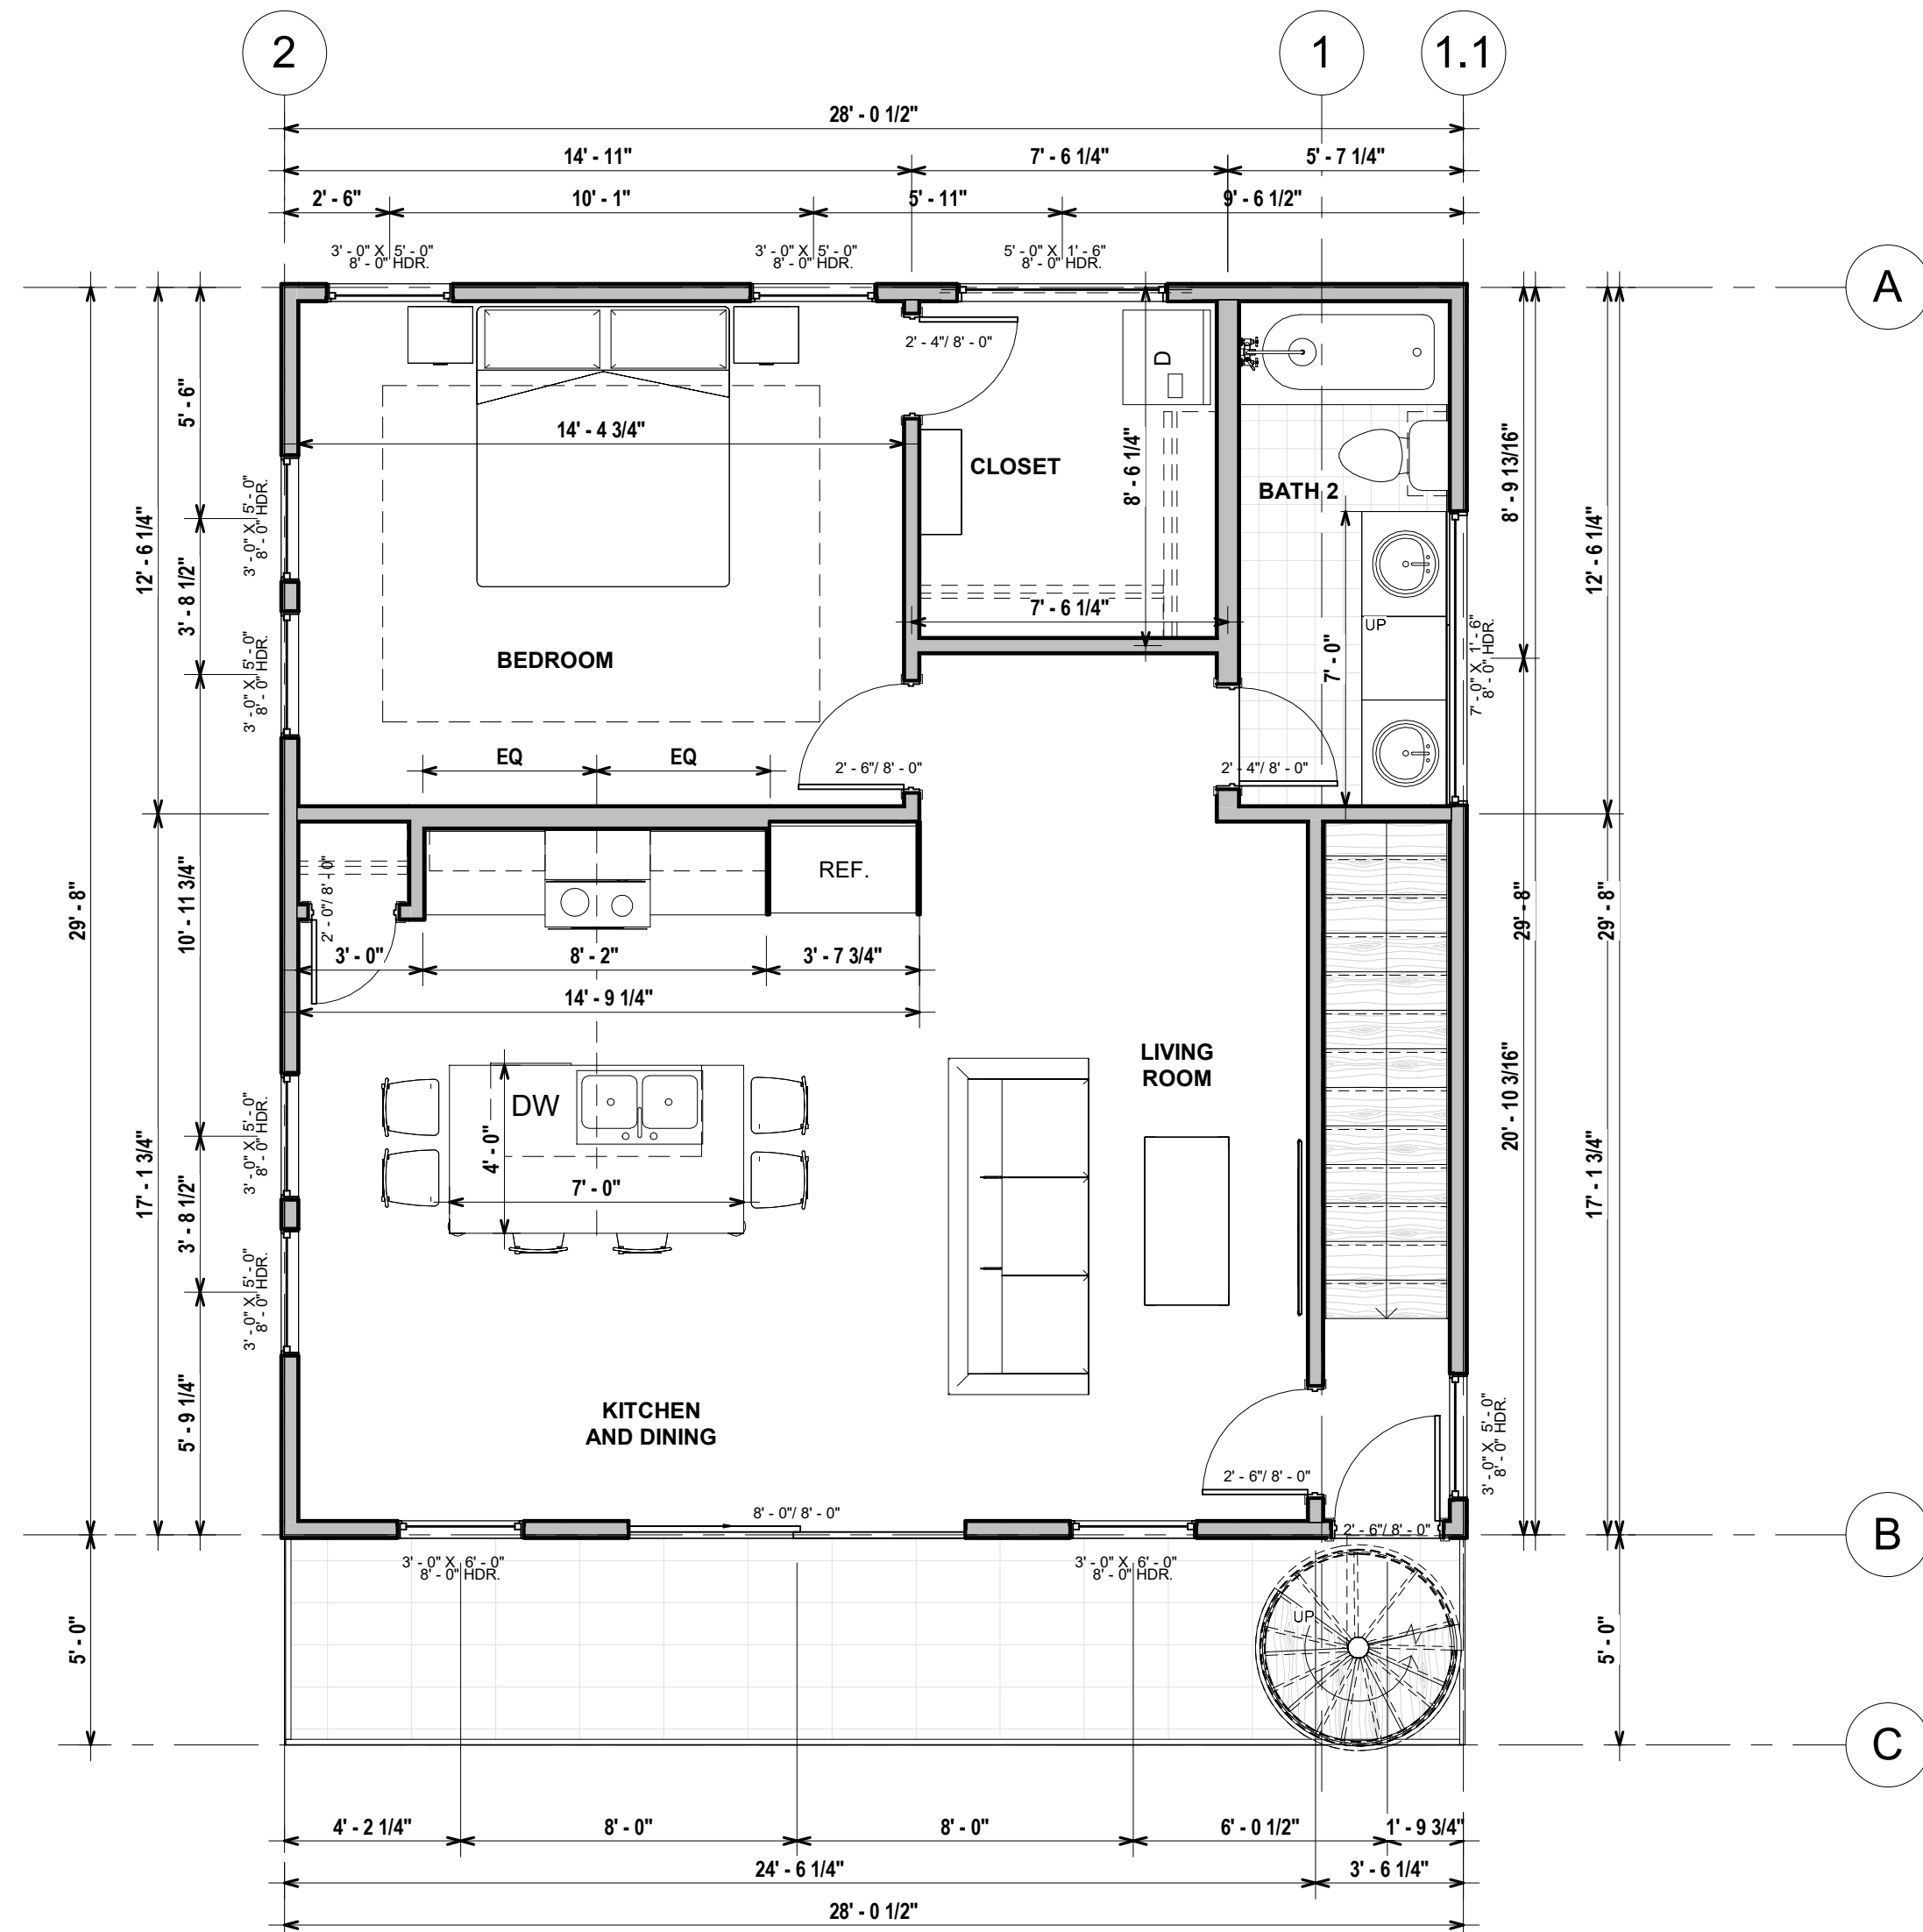 2
1
1.1
28' - 0 1/2"
14' - 11"
7' - 6 1/4"
5' - 7 1/4"
2' - 6"
10' - 1"
5' - 11"
9' - 6 1/2"
3' - 0" X 5' - 0"
8' - 0" HDR.
3' - 0" X 5' - 0"
8' - 0" HDR.
5' - 0" X 1' - 6"
8' - 0" HDR.
A
2' - 4"/ 8' - 0"
D
5' - 6"
14' - 4 3/4"
CLOSET
8' - 6 1/4"
BATH 2
8' - 9 13/16"
3' - 0" X 5' - 0"
8' - 0" HDR.
12' - 6 1/4"
12' - 6 1/4"
3' - 8 1/2"
7' - 6 1/4"
UP
7' - 0"
BEDROOM
3' - 0" X 5' - 0"
8' - 0" HDR.
7' - 0" X 1' - 6"
8' - 0" HDR.
EQ
EQ
2' - 6"/ 8' - 0"
2' - 4"/ 8' - 0"
REF.
2' - 0"/ 8' - 0"
29' - 8"
10' - 11 3/4"
29' - 8"
29' - 8"
3' - 0"
8' - 2"
3' - 7 3/4"
14' - 9 1/4"
LIVING
ROOM
DW
4' - 0"
7' - 0"
3' - 0" X 5' - 0"
8' - 0" HDR.
20' - 10 3/16"
17' - 1 3/4"
17' - 1 3/4"
3' - 8 1/2"
3' - 0" X 5' - 0"
8' - 0" HDR.
5' - 9 1/4"
KITCHEN
AND DINING
3' - 0" X 5' - 0"
8' - 0" HDR.
2' - 6"/ 8' - 0"
8' - 0"/ 8' - 0"
2' - 6"/ 8' - 0"
B
3' - 0" X 6' - 0"
8' - 0" HDR.
3' - 0" X 6' - 0"
8' - 0" HDR.
UP
5' - 0"
5' - 0"
C
4' - 2 1/4"
8' - 0"
8' - 0"
6' - 0 1/2"
1' - 9 3/4"
24' - 6 1/4"
3' - 6 1/4"
28' - 0 1/2"